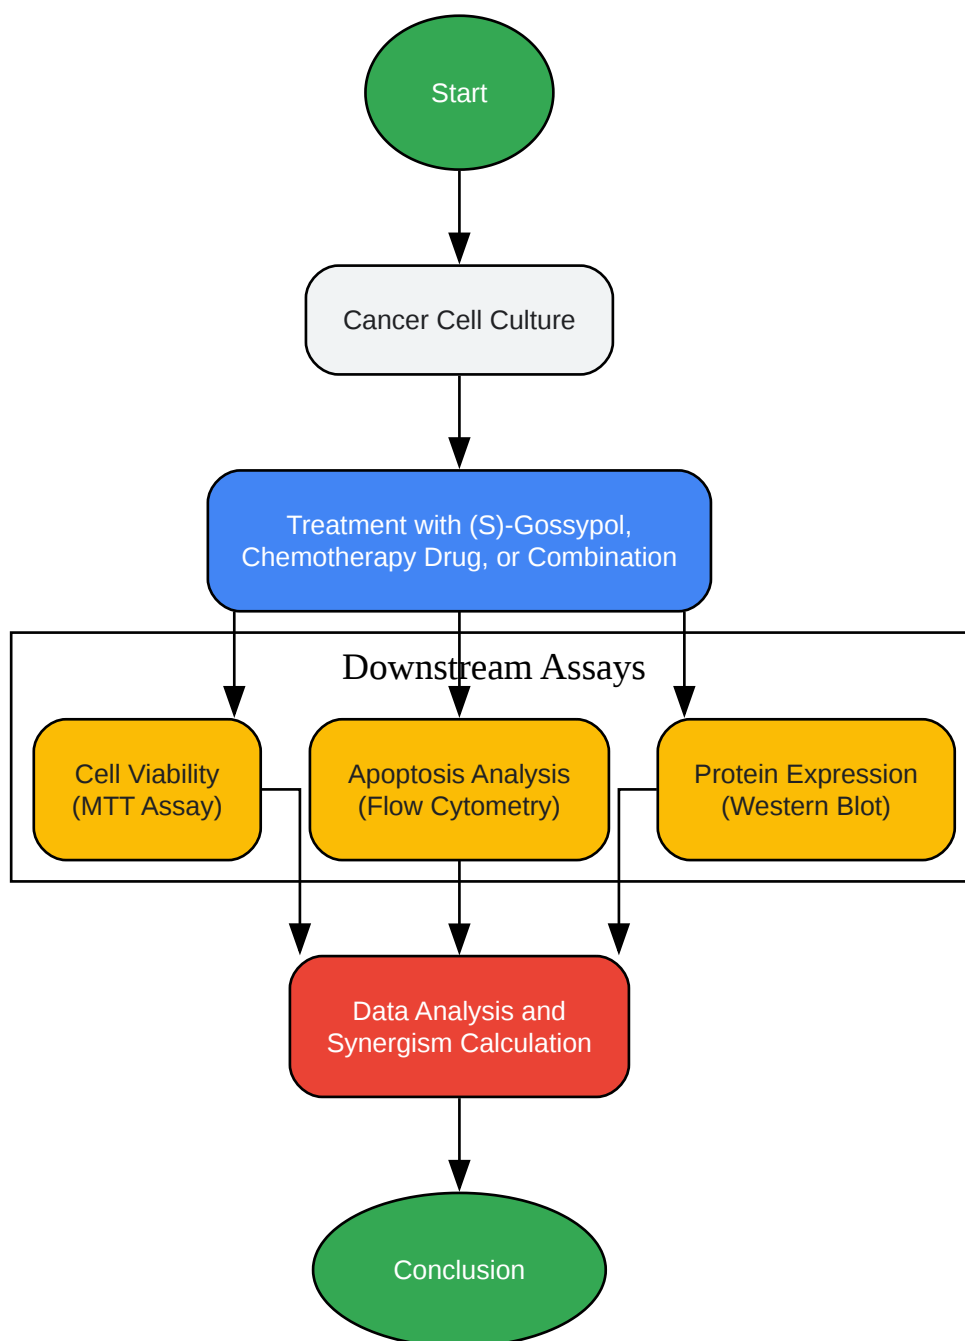 Start
Cancer Cell Culture
Treatment with (S)-Gossypol,
Chemotherapy Drug, or Combination
Downstream Assays
Cell Viability
(MTT Assay)
Apoptosis Analysis
(Flow Cytometry)
Protein Expression
(Western Blot)
Data Analysis and
Synergism Calculation
Conclusion